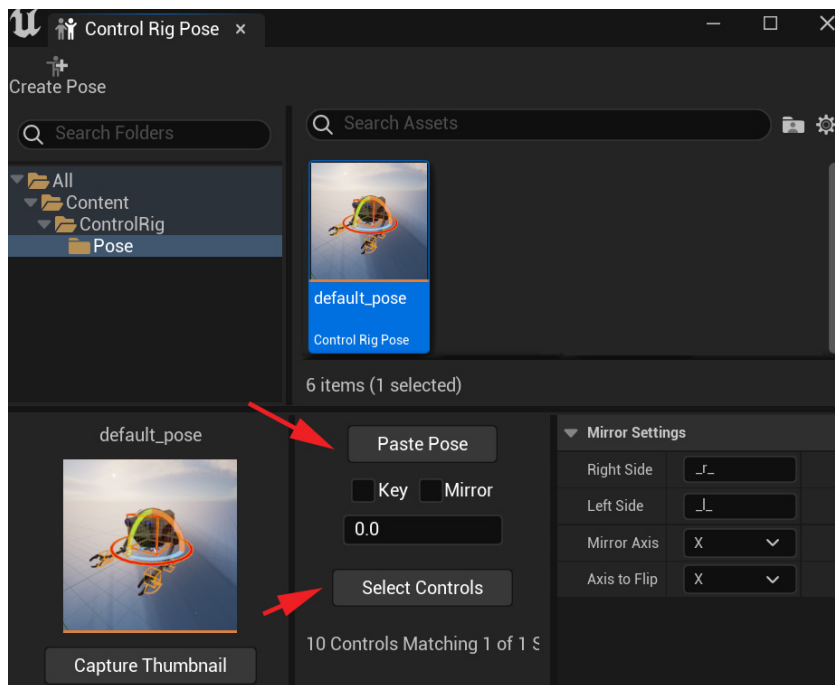 Control Rig Pose
Create Pose
Search Folders
Search Assets
All
Content
ControlRig
Pose
default_pose
Control Rig Pose
6 items (1 selected)
default_pose
Capture Thumbnail
Paste Pose
Key Mirror
0.0
Select Controls
10 Controls Matching 1 of 1 S
Mirror Settings
Right Side _r_
Left Side _l_
Mirror Axis X
Axis to Flip X